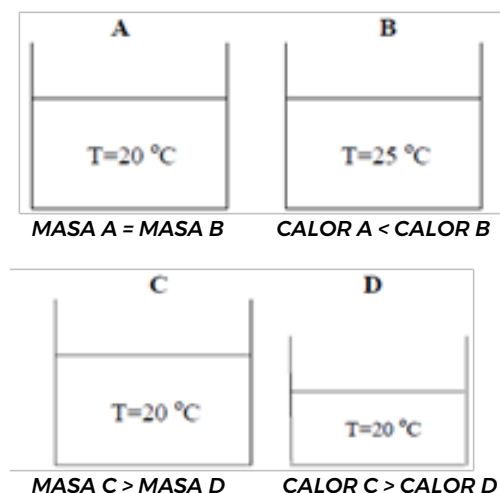 A B
T=20 °C T=25 °C
MASA A = MASA B CALOR A < CALOR B
C D
T=20 °C T=20 °C
MASA C > MASA D CALOR C > CALOR D